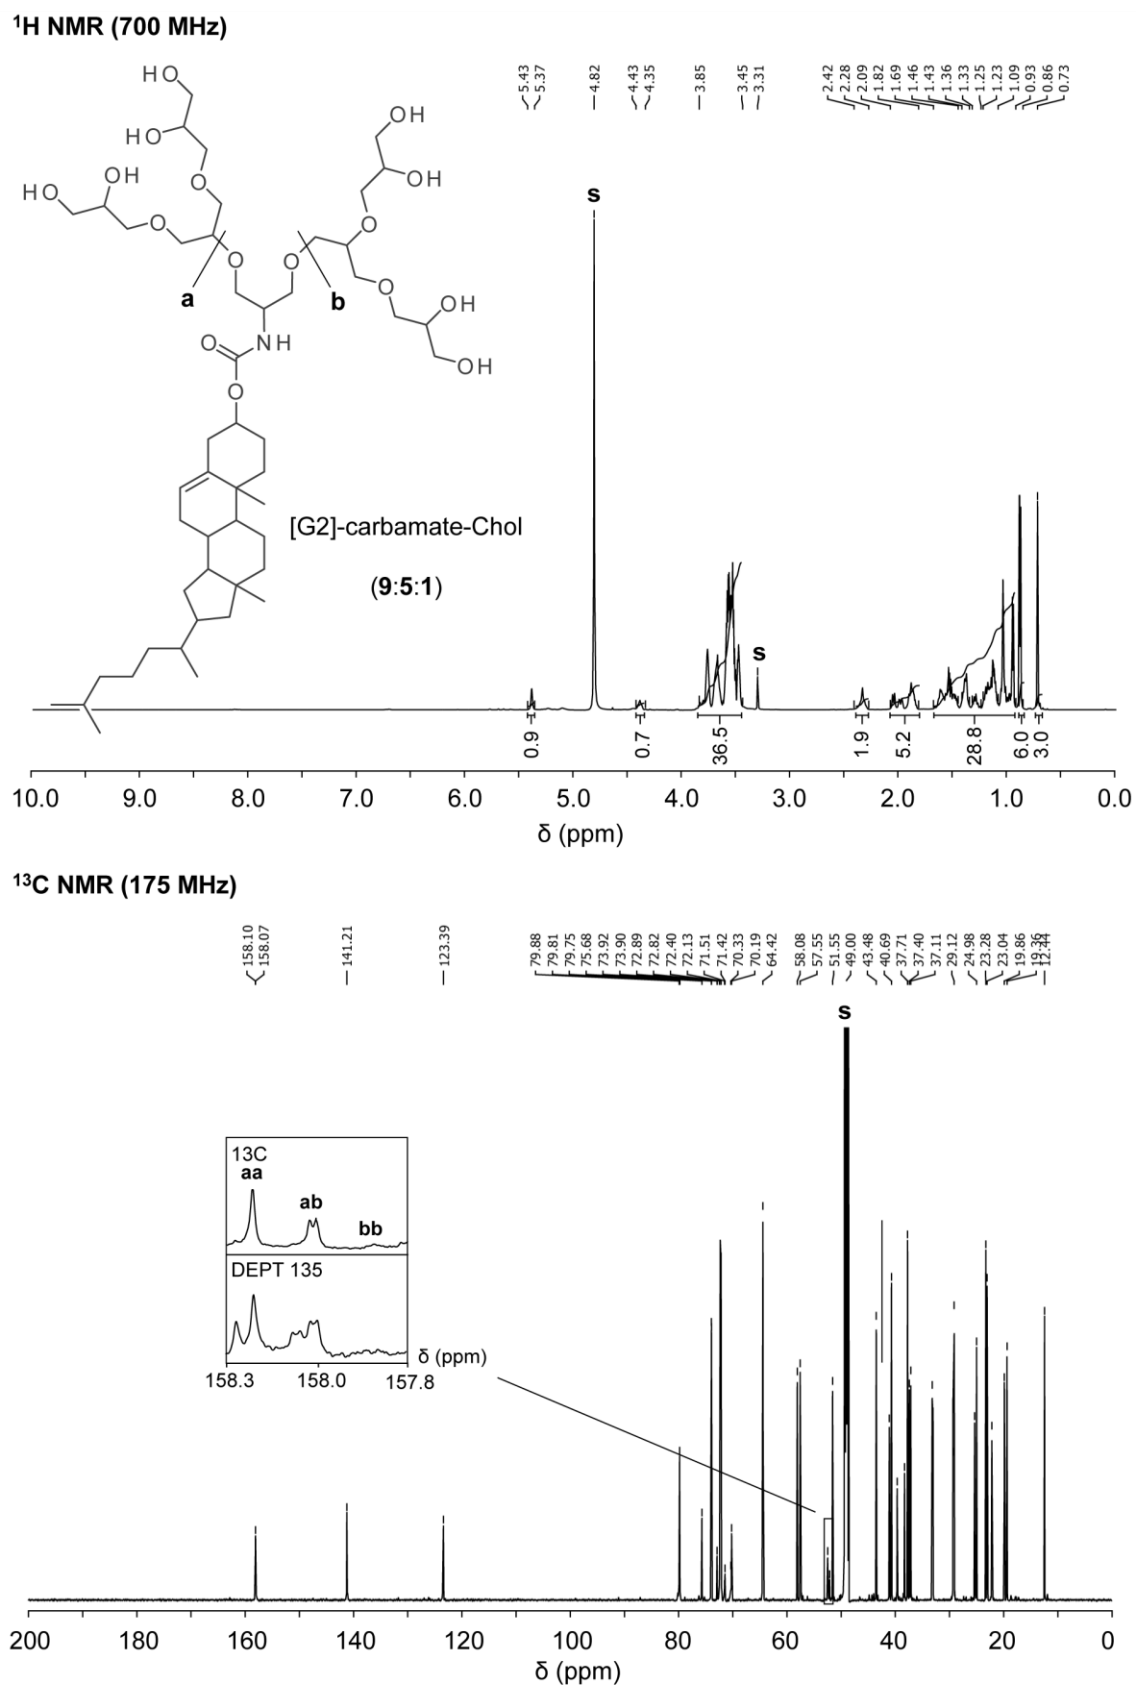 ¹H NMR (700 MHz)
5.43
5.37
4.82
4.43
4.35
3.85
3.45
3.31
2.42
2.28
2.09
1.82
1.69
1.46
1.43
1.36
1.33
1.25
1.23
1.09
0.93
0.86
0.73
HO
HO
OH
HO
O
O
O
a
OH
OH
O
O
O
b
OH
OH
O
NH
O
[G2]-carbamate-Chol
(9:5:1)
s
s
0.9
0.7
36.5
1.9
5.2
28.8
6.0
3.0
10.0 9.0 8.0 7.0 6.0 5.0 4.0 3.0 2.0 1.0 0.0
δ (ppm)
¹³C NMR (175 MHz)
158.10
158.07
141.21
123.39
79.88
79.81
79.75
75.68
73.92
73.90
72.89
72.82
72.40
72.13
71.51
71.42
70.33
70.19
64.42
58.08
57.55
51.55
49.00
43.48
40.69
37.71
37.40
37.11
29.12
24.98
23.28
23.04
19.86
12.44
s
13C
aa
ab
bb
DEPT 135
δ (ppm)
158.3 158.0 157.8
200 180 160 140 120 100 80 60 40 20 0
δ (ppm)